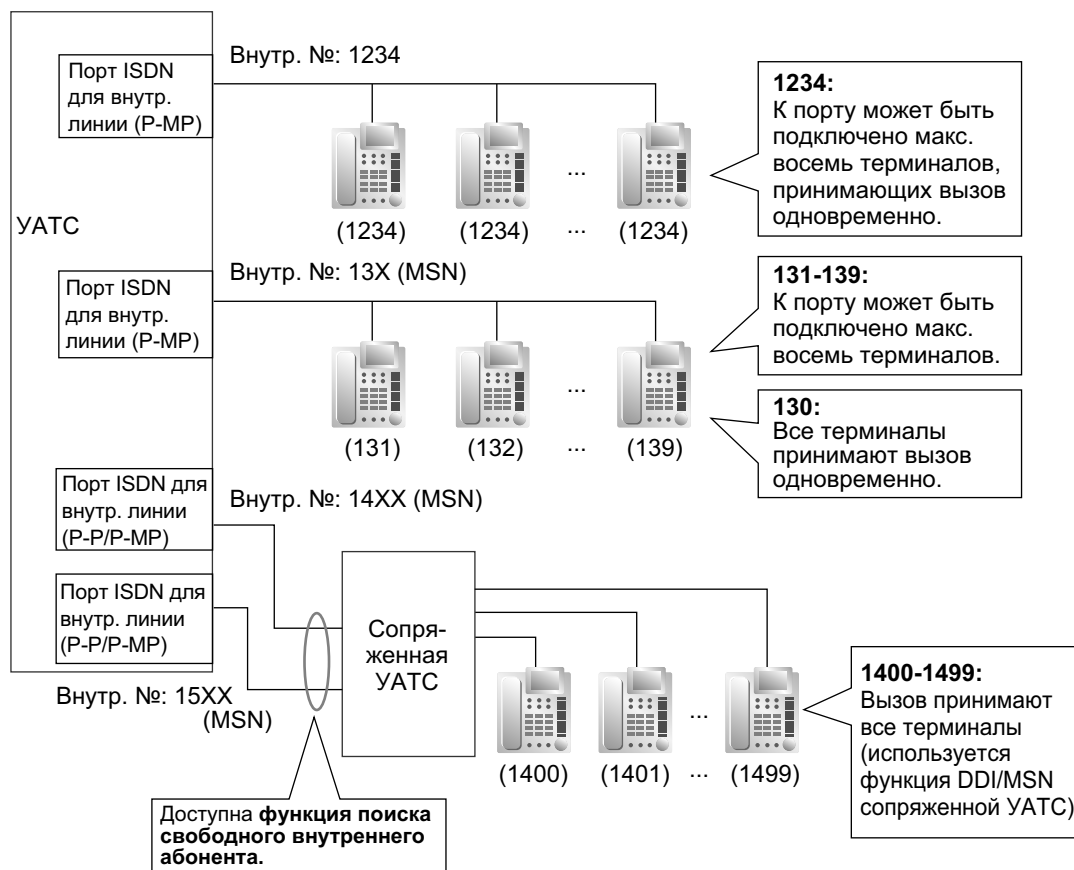 Внутр. №: 1234
Порт ISDN
для внутр.
линии (P-MP)
1234:
К порту может быть
подключено макс.
восемь терминалов,
принимающих вызов
одновременно.
...
(1234)
(1234)
...
(1234)
УАТС
Внутр. №: 13X (MSN)
Порт ISDN
для внутр.
линии (P-MP)
131-139:
К порту может быть
подключено макс.
восемь терминалов.
...
130:
Все терминалы
принимают вызов
одновременно.
(131)
(132)
...
(139)
Порт ISDN для
внутр. линии
(P-P/P-MP)
Внутр. №: 14XX (MSN)
Порт ISDN для
внутр. линии
(P-P/P-MP)
Сопря-
женная
УАТС
Внутр. №: 15XX
(MSN)
...
(1400)
(1401)
...
(1499)
1400-1499:
Вызов принимают
все терминалы
(используется
функция DDI/MSN
сопряженной УАТС)
Доступна функция поиска
свободного внутреннего
абонента.